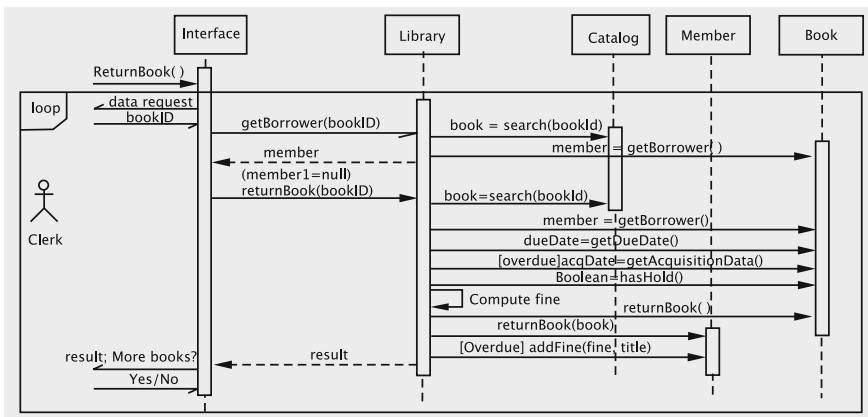 Interface
Library
Catalog
Member
Book
ReturnBook( )
loop
data request
bookID
getBorrower(bookID)
book = search(bookId)
member = getBorrower( )
member
(member1=null)
returnBook(bookID)
book=search(bookId)
Clerk
member =getBorrower()
dueDate=getDueDate()
[overdue]acqDate=getAcquisitionData()
Boolean=hasHold()
Compute fine
returnBook( )
returnBook(book)
result; More books?
result
[Overdue] addFine(fine, title)
Yes/No